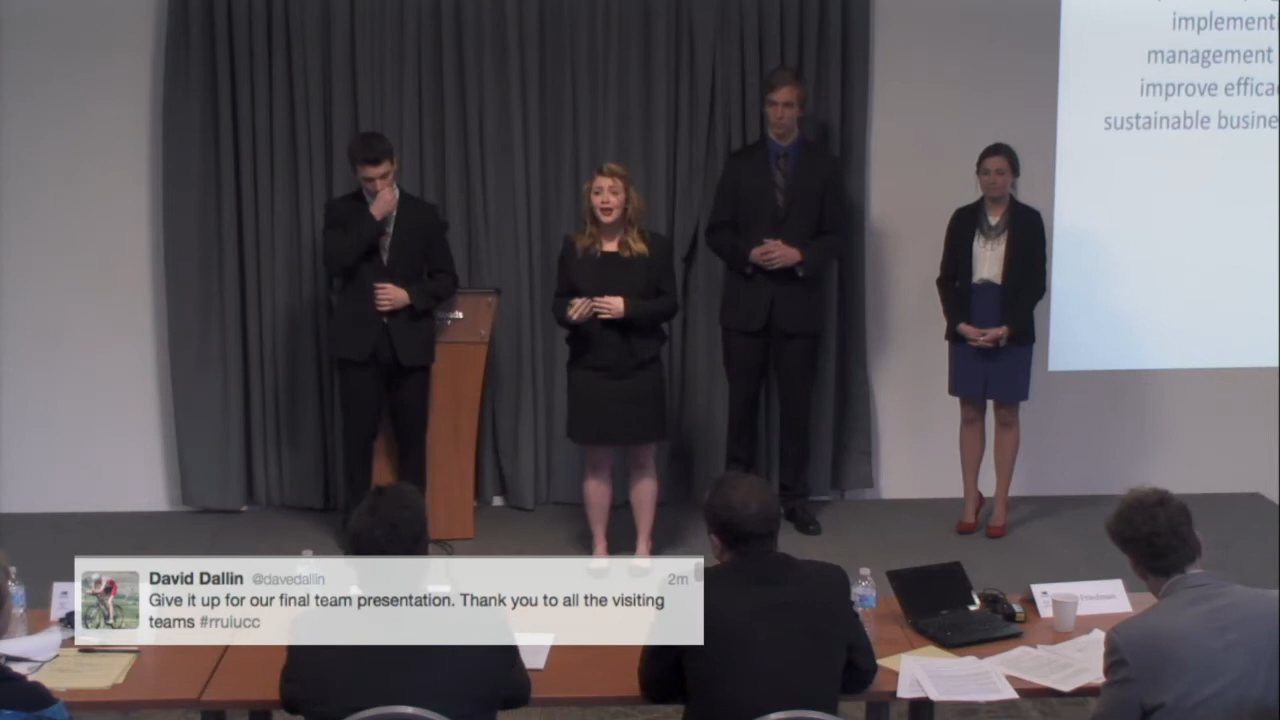 implement
management
improve effica
sustainable busine
David Dallin @davedallin 2m
Give it up for our final team presentation. Thank you to all the visiting
teams #rruiucc